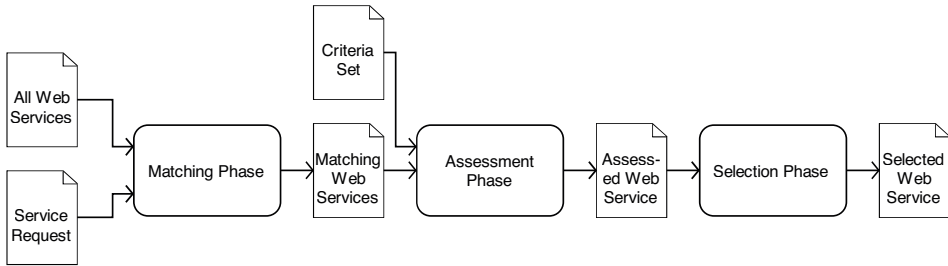 All Web
Services
Service
Request
Matching Phase
Criteria
Set
Matching
Web
Services
Assessment
Phase
Assess-
ed Web
Service
Selection Phase
Selected
Web
Service